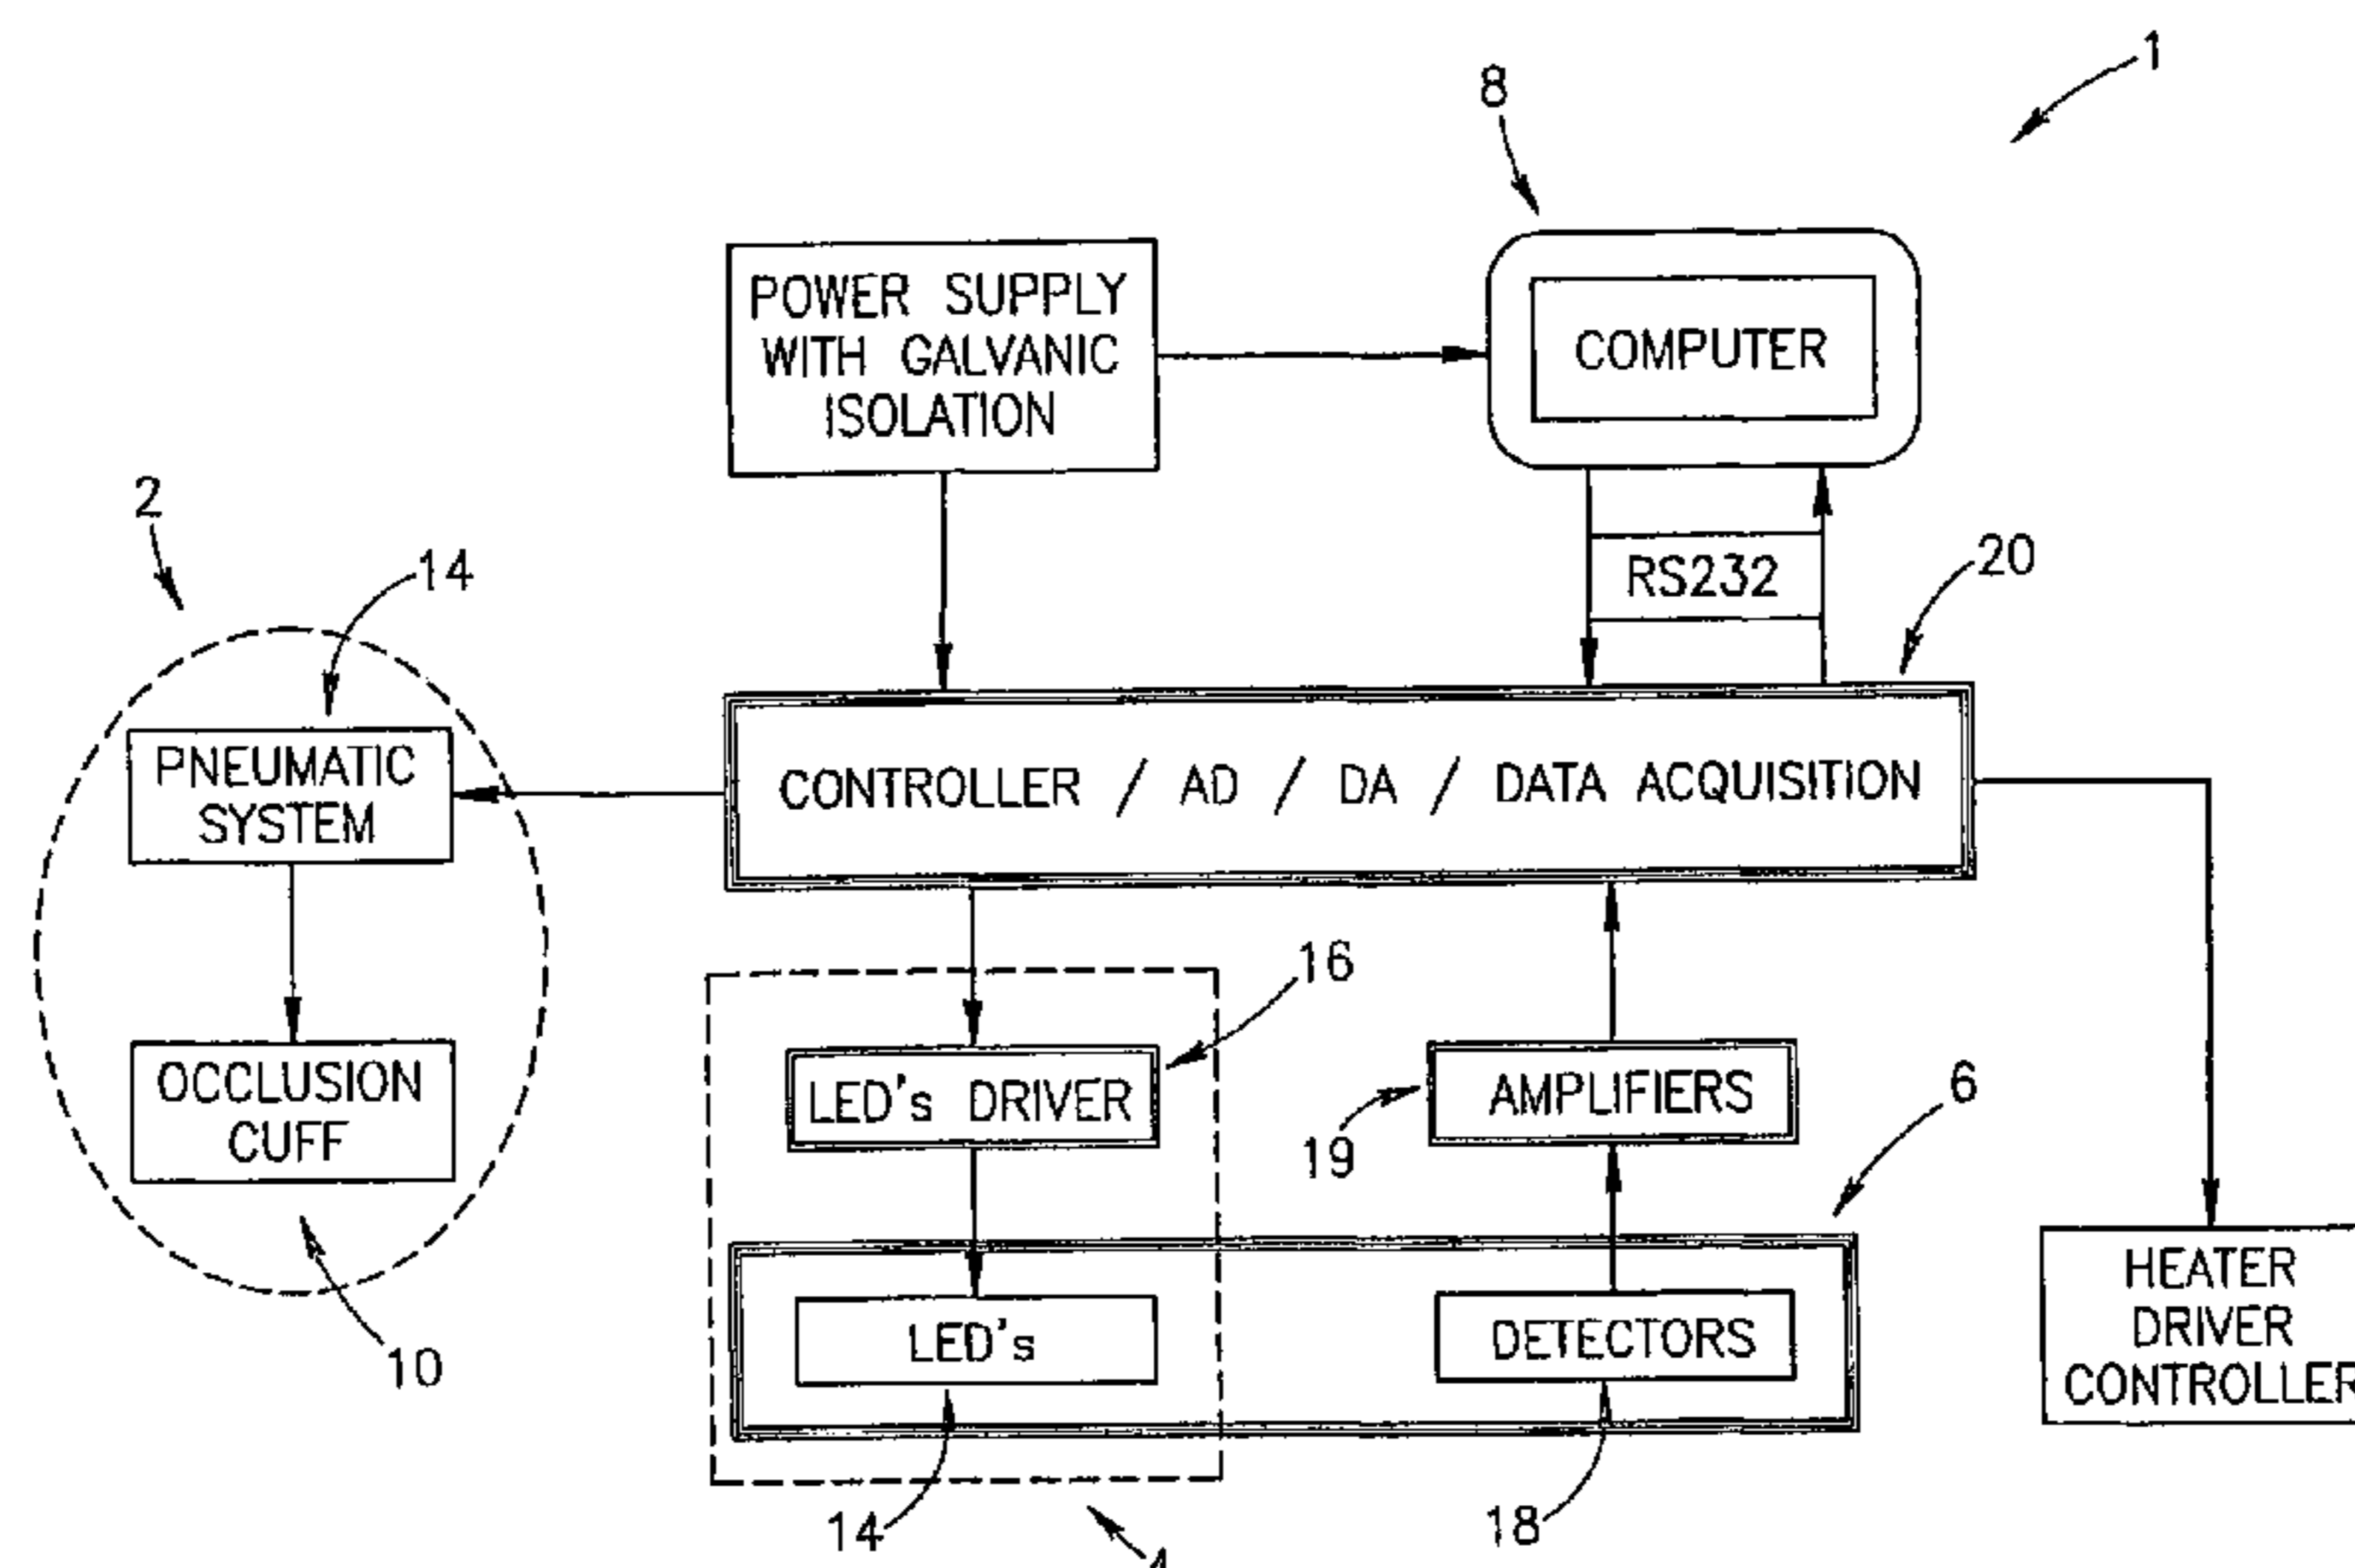 1
8
POWER SUPPLY
WITH GALVANIC
ISOLATION
COMPUTER
2
14
RS232
20
PNEUMATIC
SYSTEM
CONTROLLER / AD / DA / DATA ACQUISITION
16
OCCLUSION
CUFF
LED's DRIVER
AMPLIFIERS
6
19
10
LED's
DETECTORS
HEATER
DRIVER
CONTROLLER
14
18
4